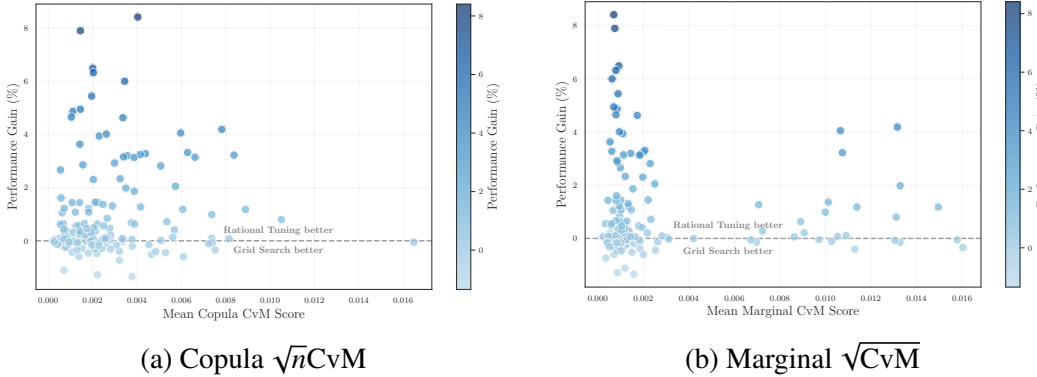 8
6
4
2
0
Performance Gain (%)
0.000 0.002 0.004 0.006 0.008 0.010 0.012 0.014 0.016
Mean Copula CvM Score
Rational Tuning better
Grid Search better
8
6
4
2
0
Performance Gain (%)
(a) Copula √nCvM
8
6
4
2
0
Performance Gain (%)
0.000 0.002 0.004 0.006 0.008 0.010 0.012 0.014 0.016
Mean Marginal CvM Score
Rational Tuning better
Grid Search better
8
6
4
2
0
(b) Marginal √CvM